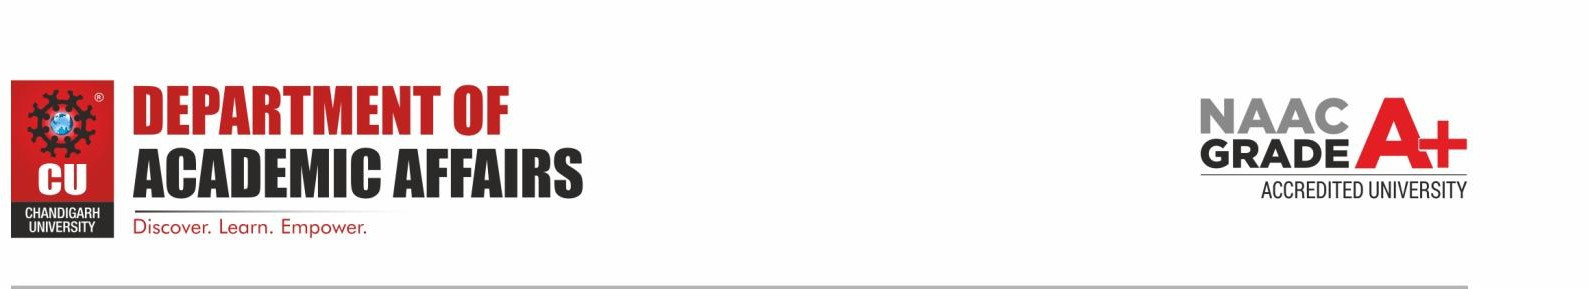 ®
CU
CHANDIGARH
UNIVERSITY
DEPARTMENT OF
ACADEMIC AFFAIRS
Discover. Learn. Empower.
NAAC
GRADE A+
ACCREDITED UNIVERSITY